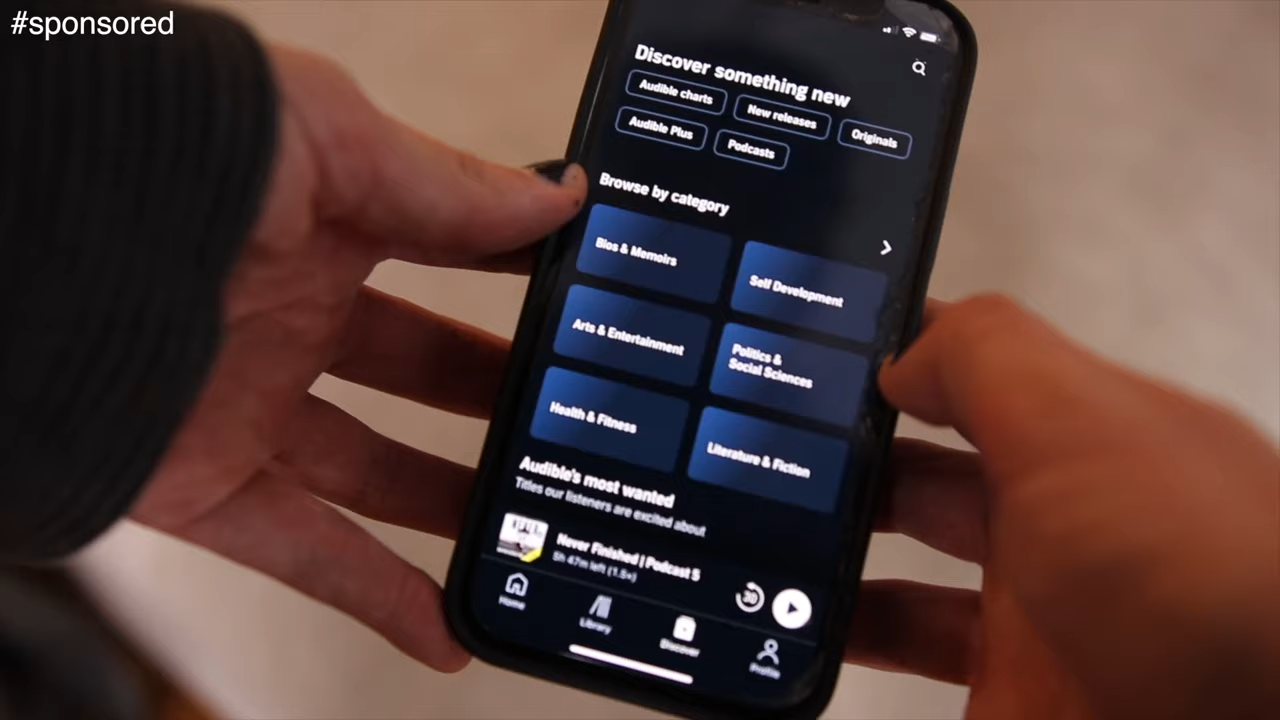 #sponsored
Discover something new
Audible charts
New releases
Originals
Audible Plus
Podcasts
Browse by category
Bios & Memoirs
Self Development
Arts & Entertainment
Politics &
Social Sciences
Health & Fitness
Literature & Fiction
Audible's most wanted
Titles our listeners are excited about
Never Finished | Podcast 5
5h 47m left (1.8×)
30
Home
Library
Discover
Profile